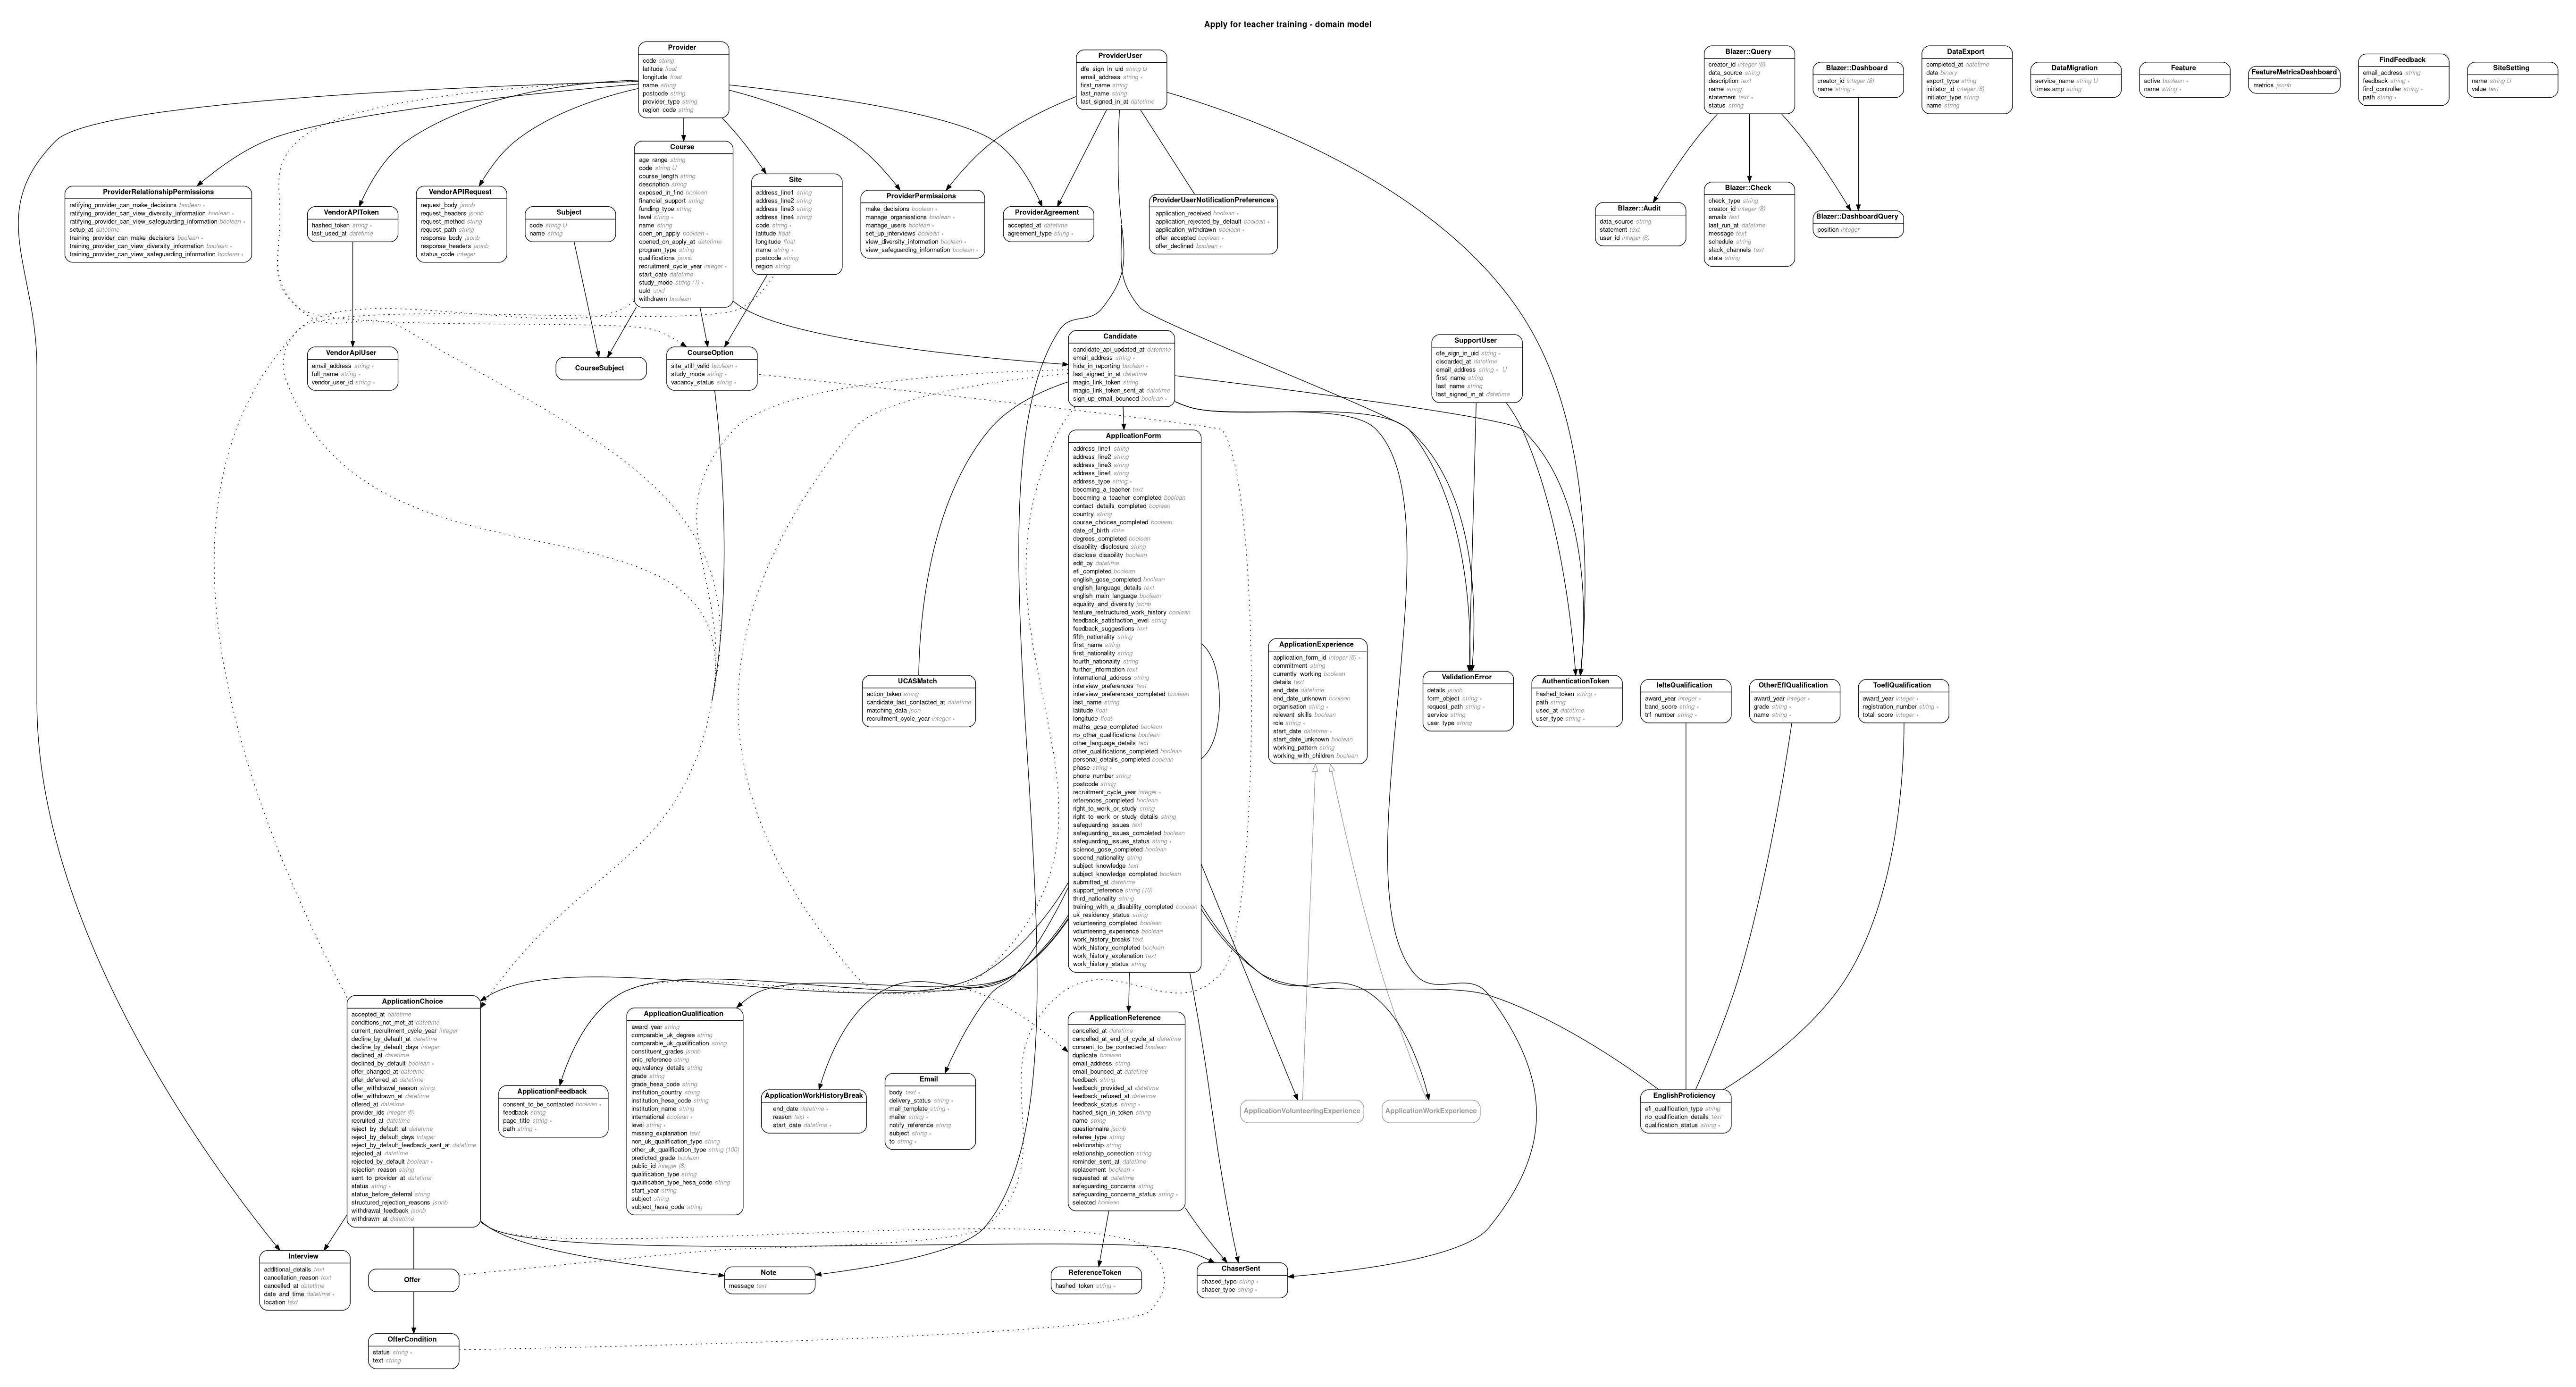 Apply for teacher training - domain model
Provider
code string
latitude float
longitude float
name string
postcode string
provider_type string
region_code string
ProviderUser
dfe_sign_in_uid string U
email_address string ∗
first_name string
last_name string
last_signed_in_at datetime
Blazer::Query
creator_id integer (8)
data_source string
description text
name string
statement text ∗
status string
Blazer::Dashboard
creator_id integer (8)
name string ∗
DataExport
completed_at datetime
data binary
export_type string
initiator_id integer (8)
initiator_type string
name string
DataMigration
service_name string U
timestamp string
Feature
active boolean ∗
name string ∗
FeatureMetricsDashboard
metrics jsonb
FindFeedback
email_address string
feedback string ∗
find_controller string ∗
path string ∗
SiteSetting
name string U
value text
ProviderRelationshipPermissions
ratifying_provider_can_make_decisions boolean ∗
ratifying_provider_can_view_diversity_information boolean ∗
ratifying_provider_can_view_safeguarding_information boolean ∗
setup_at datetime
training_provider_can_make_decisions boolean ∗
training_provider_can_view_diversity_information boolean ∗
training_provider_can_view_safeguarding_information boolean ∗
VendorAPIToken
hashed_token string ∗
last_used_at datetime
VendorAPIRequest
request_body jsonb
request_headers jsonb
request_method string
request_path string
response_body jsonb
response_headers jsonb
status_code integer
Subject
code string U
name string
Course
age_range string
code string U
course_length string
description string
exposed_in_find boolean
financial_support string
funding_type string
level string ∗
name string
open_on_apply boolean ∗
opened_on_apply_at datetime
program_type string
qualifications jsonb
recruitment_cycle_year integer ∗
start_date datetime
study_mode string (1) ∗
uuid uuid
withdrawn boolean
Site
address_line1 string
address_line2 string
address_line3 string
address_line4 string
code string ∗
latitude float
longitude float
name string ∗
postcode string
region string
ProviderPermissions
make_decisions boolean ∗
manage_organisations boolean ∗
manage_users boolean ∗
set_up_interviews boolean ∗
view_diversity_information boolean ∗
view_safeguarding_information boolean ∗
ProviderAgreement
accepted_at datetime
agreement_type string ∗
ProviderUserNotificationPreferences
application_received boolean ∗
application_rejected_by_default boolean ∗
application_withdrawn boolean ∗
offer_accepted boolean ∗
offer_declined boolean ∗
Blazer::Audit
data_source string
statement text
user_id integer (8)
Blazer::Check
check_type string
creator_id integer (8)
emails text
last_run_at datetime
message text
schedule string
slack_channels text
state string
Blazer::DashboardQuery
position integer
VendorApiUser
email_address string ∗
full_name string ∗
vendor_user_id string ∗
CourseSubject
CourseOption
site_still_valid boolean ∗
study_mode string ∗
vacancy_status string ∗
Candidate
candidate_api_updated_at datetime
email_address string ∗
hide_in_reporting boolean ∗
last_signed_in_at datetime
magic_link_token string
magic_link_token_sent_at datetime
sign_up_email_bounced boolean ∗
SupportUser
dfe_sign_in_uid string ∗
discarded_at datetime
email_address string ∗ U
first_name string
last_name string
last_signed_in_at datetime
ApplicationForm
address_line1 string
address_line2 string
address_line3 string
address_line4 string
address_type string ∗
becoming_a_teacher text
becoming_a_teacher_completed boolean
contact_details_completed boolean
country string
course_choices_completed boolean
date_of_birth date
degrees_completed boolean
disability_disclosure string
disclose_disability boolean
edit_by datetime
efl_completed boolean
english_gcse_completed boolean
english_language_details text
english_main_language boolean
equality_and_diversity jsonb
feature_restructured_work_history boolean
feedback_satisfaction_level string
feedback_suggestions text
fifth_nationality string
first_name string
first_nationality string
fourth_nationality string
further_information text
international_address string
interview_preferences text
interview_preferences_completed boolean
last_name string
latitude float
longitude float
maths_gcse_completed boolean
no_other_qualifications boolean
other_language_details text
other_qualifications_completed boolean
personal_details_completed boolean
phase string ∗
phone_number string
postcode string
recruitment_cycle_year integer ∗
references_completed boolean
right_to_work_or_study string
right_to_work_or_study_details string
safeguarding_issues text
safeguarding_issues_completed boolean
safeguarding_issues_status string ∗
science_gcse_completed boolean
second_nationality string
subject_knowledge text
subject_knowledge_completed boolean
submitted_at datetime
support_reference string (10)
third_nationality string
training_with_a_disability_completed boolean
uk_residency_status string
volunteering_completed boolean
volunteering_experience boolean
work_history_breaks text
work_history_completed boolean
work_history_explanation text
work_history_status string
UCASMatch
action_taken string
candidate_last_contacted_at datetime
matching_data json
recruitment_cycle_year integer ∗
ApplicationExperience
application_form_id integer (8) ∗
commitment string
currently_working boolean
details text
end_date datetime
end_date_unknown boolean
organisation string ∗
relevant_skills boolean
role string ∗
start_date datetime ∗
start_date_unknown boolean
working_pattern string
working_with_children boolean
ValidationError
details jsonb
form_object string ∗
request_path string ∗
service string
user_type string
AuthenticationToken
hashed_token string ∗
path string
used_at datetime
user_type string ∗
IeltsQualification
award_year integer ∗
band_score string ∗
trf_number string ∗
OtherEflQualification
award_year integer ∗
grade string ∗
name string ∗
ToeflQualification
award_year integer ∗
registration_number string ∗
total_score integer ∗
ApplicationChoice
accepted_at datetime
conditions_not_met_at datetime
current_recruitment_cycle_year integer
decline_by_default_at datetime
decline_by_default_days integer
declined_at datetime
declined_by_default boolean ∗
offer_changed_at datetime
offer_deferred_at datetime
offer_withdrawal_reason string
offer_withdrawn_at datetime
offered_at datetime
provider_ids integer (8)
recruited_at datetime
reject_by_default_at datetime
reject_by_default_days integer
reject_by_default_feedback_sent_at datetime
rejected_at datetime
rejected_by_default boolean ∗
rejection_reason string
sent_to_provider_at datetime
status string ∗
status_before_deferral string
structured_rejection_reasons jsonb
withdrawal_feedback jsonb
withdrawn_at datetime
ApplicationFeedback
consent_to_be_contacted boolean ∗
feedback string
page_title string ∗
path string ∗
ApplicationQualification
award_year string
comparable_uk_degree string
comparable_uk_qualification string
constituent_grades jsonb
enic_reference string
equivalency_details string
grade string
grade_hesa_code string
institution_country string
institution_hesa_code string
institution_name string
international boolean ∗
level string ∗
missing_explanation text
non_uk_qualification_type string
other_uk_qualification_type string (100)
predicted_grade boolean
public_id integer (8)
qualification_type string
qualification_type_hesa_code string
start_year string
subject string
subject_hesa_code string
ApplicationWorkHistoryBreak
end_date datetime ∗
reason text ∗
start_date datetime ∗
Email
body text ∗
delivery_status string ∗
mail_template string ∗
mailer string ∗
notify_reference string
subject string ∗
to string ∗
ApplicationReference
cancelled_at datetime
cancelled_at_end_of_cycle_at datetime
consent_to_be_contacted boolean
duplicate boolean
email_address string
email_bounced_at datetime
feedback string
feedback_provided_at datetime
feedback_refused_at datetime
feedback_status string ∗
hashed_sign_in_token string
name string
questionnaire jsonb
referee_type string
relationship string
relationship_correction string
reminder_sent_at datetime
replacement boolean ∗
requested_at datetime
safeguarding_concerns string
safeguarding_concerns_status string ∗
selected boolean
ApplicationVolunteeringExperience
ApplicationWorkExperience
EnglishProficiency
efl_qualification_type string
no_qualification_details text
qualification_status string ∗
Interview
additional_details text
cancellation_reason text
cancelled_at datetime
date_and_time datetime ∗
location text
Offer
Note
message text
ReferenceToken
hashed_token string ∗
ChaserSent
chased_type string ∗
chaser_type string ∗
OfferCondition
status string ∗
text string